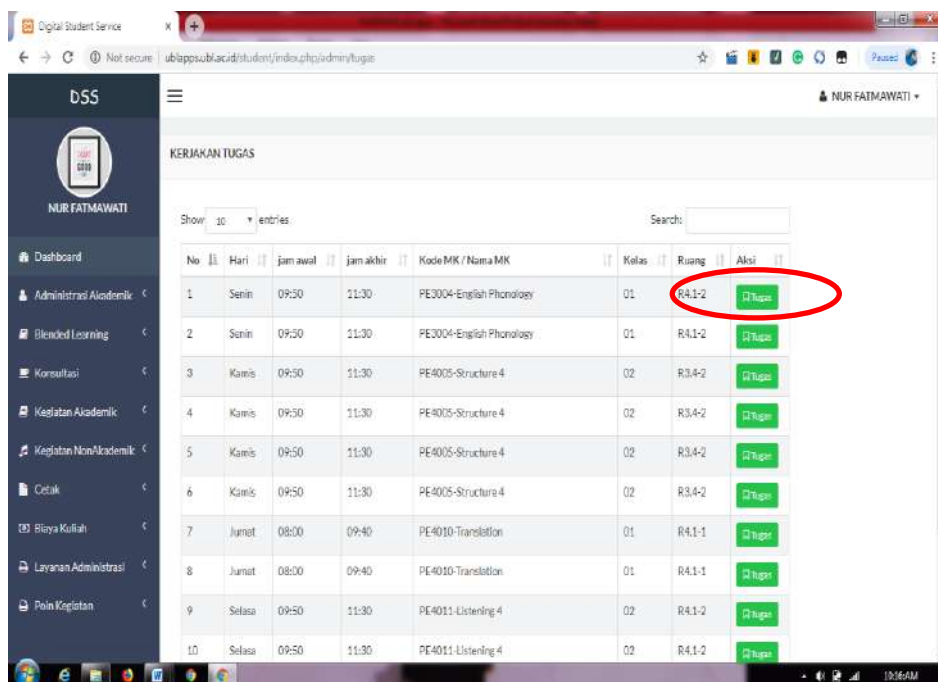 Digital Student Service
Not secure ublapps.ubl.ac.id/student/index.php/admin/tugas
Paused
DSS
NUR FATMAWATI
NUR FATMAWATI
Dashboard
Administrasi Akademik
Blended Learning
Konsultasi
Kegiatan Akademik
Kegiatan NonAkademik
Cetak
Biaya Kuliah
Layanan Administrasi
Poin Kegiatan
KERJAKAN TUGAS
Show 10 entries
Search:
No Hari jam awal jam akhir Kode MK / Nama MK Kelas Ruang Aksi
1 Senin 09:50 11:30 PE3004-English Phonology 01 R4.1-2 Tugas
2 Senin 09:50 11:30 PE3004-English Phonology 01 R4.1-2 Tugas
3 Kamis 09:50 11:30 PE4005-Structure 4 02 R3.4-2 Tugas
4 Kamis 09:50 11:30 PE4005-Structure 4 02 R3.4-2 Tugas
5 Kamis 09:50 11:30 PE4005-Structure 4 02 R3.4-2 Tugas
6 Kamis 09:50 11:30 PE4005-Structure 4 02 R3.4-2 Tugas
7 Jumat 08:00 09:40 PE4010-Translation 01 R4.1-1 Tugas
8 Jumat 08:00 09:40 PE4010-Translation 01 R4.1-1 Tugas
9 Selasa 09:50 11:30 PE4011-Listening 4 02 R4.1-2 Tugas
10 Selasa 09:50 11:30 PE4011-Listening 4 02 R4.1-2 Tugas
10:56 AM